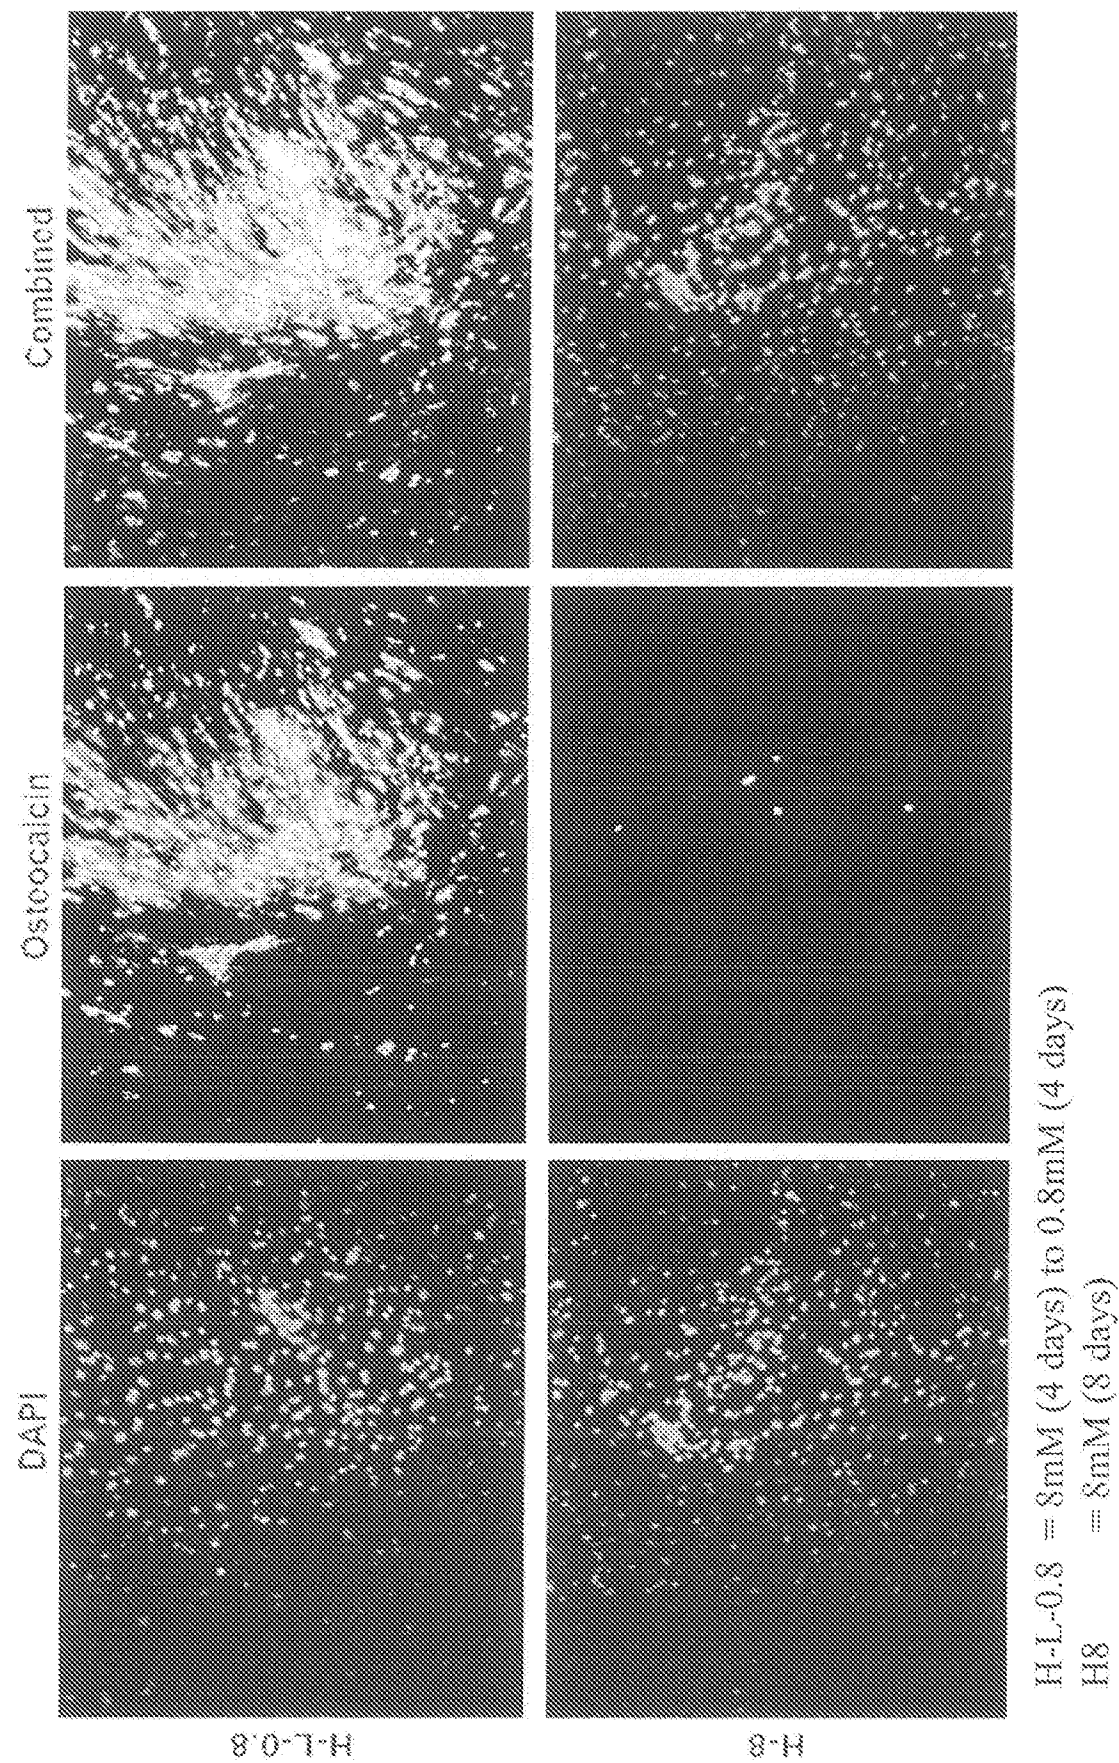 DAPI
Osteocalcin
Combined
H-L-0.8
H-8
H-L-0.8 = 8mM (4 days) to 0.8mM (4 days)
H8 = 8mM (8 days)